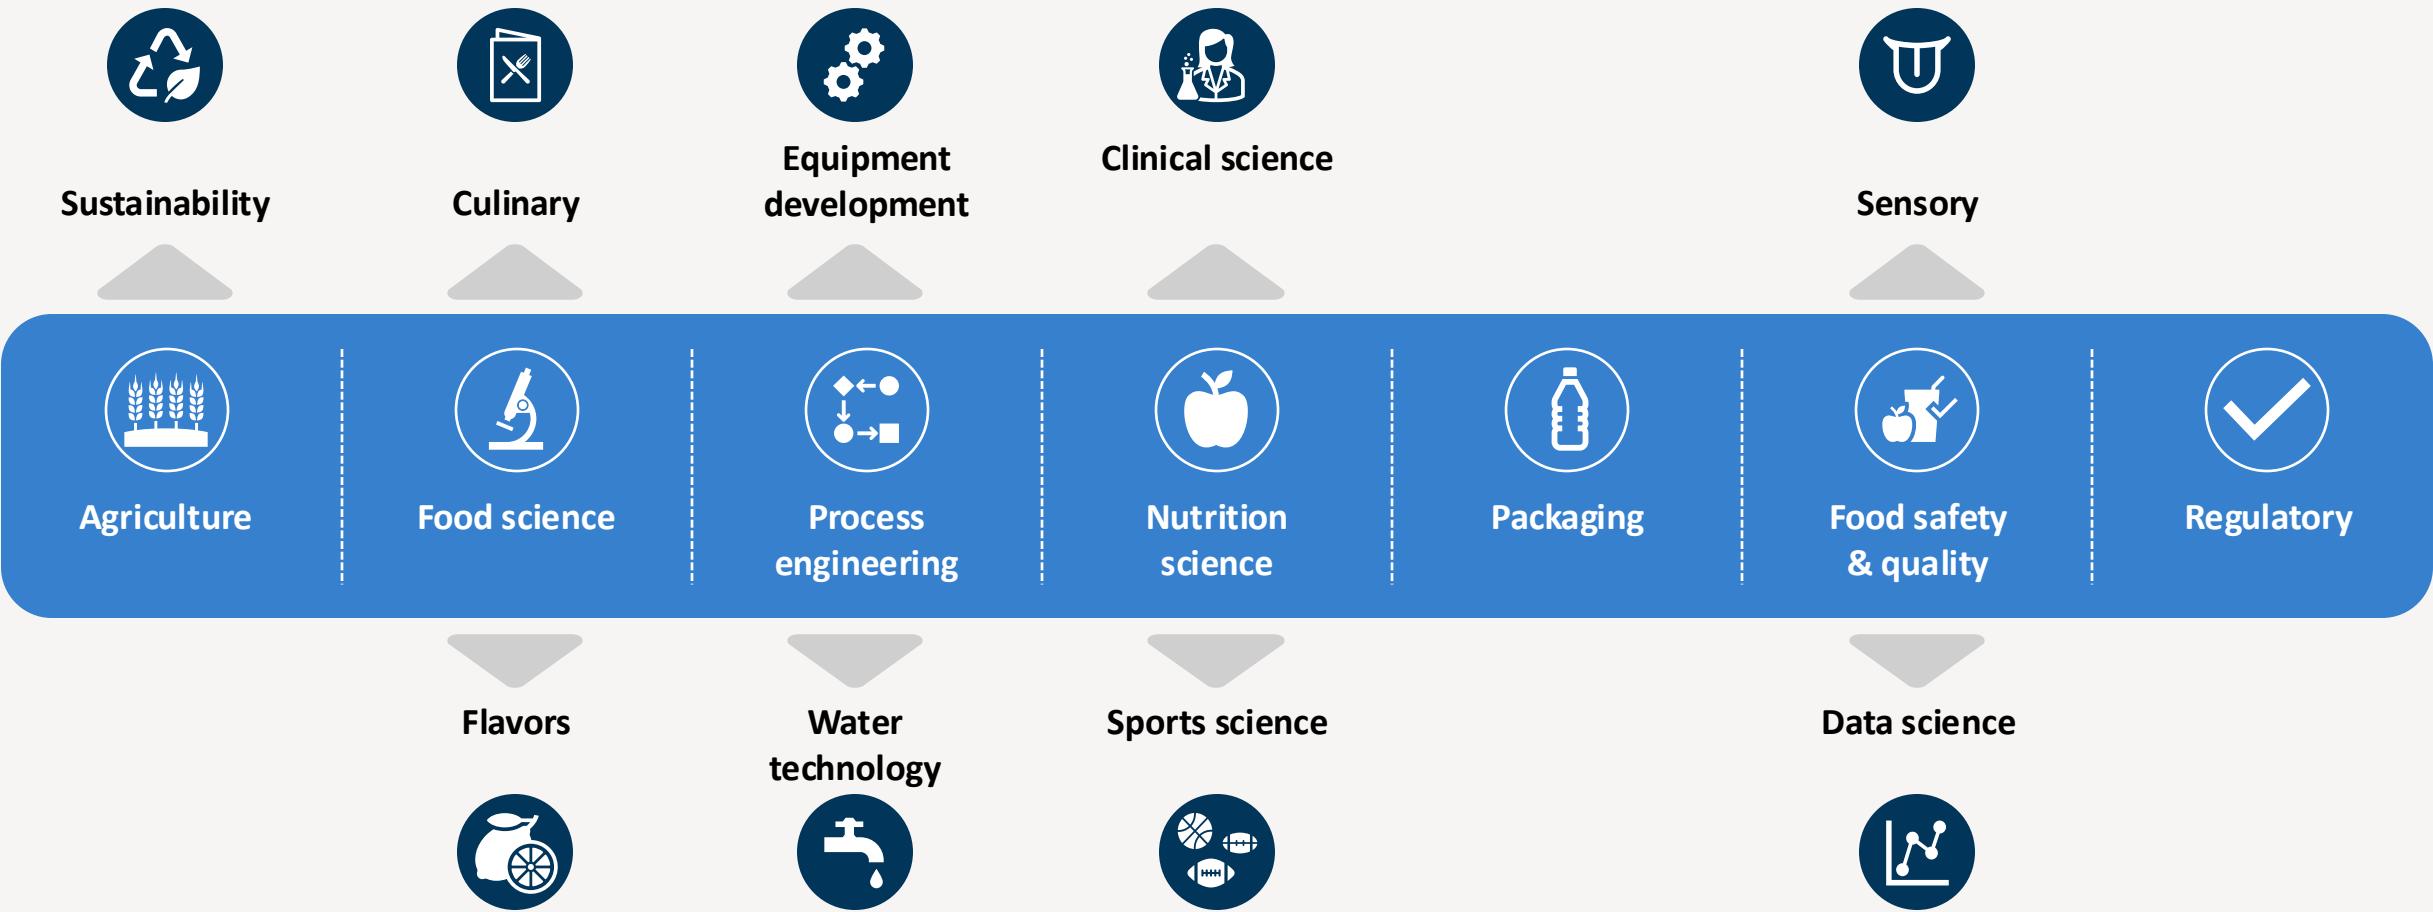 Sustainability
Culinary
Equipment
development
Clinical science
Sensory
Agriculture
Food science
Process
engineering
Nutrition
science
Packaging
Food safety
& quality
Regulatory
Flavors
Water
technology
Sports science
Data science